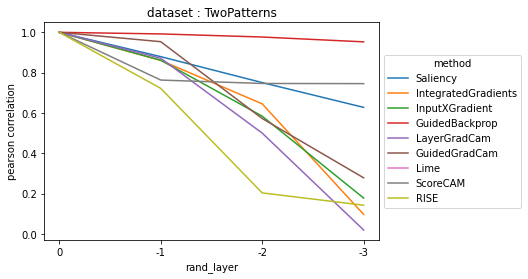 dataset : TwoPatterns
pearson correlation
1.0
0.8
0.6
0.4
0.2
0.0
0 -1 -2 -3
rand_layer
method
Saliency
IntegratedGradients
InputXGradient
GuidedBackprop
LayerGradCam
GuidedGradCam
Lime
ScoreCAM
RISE